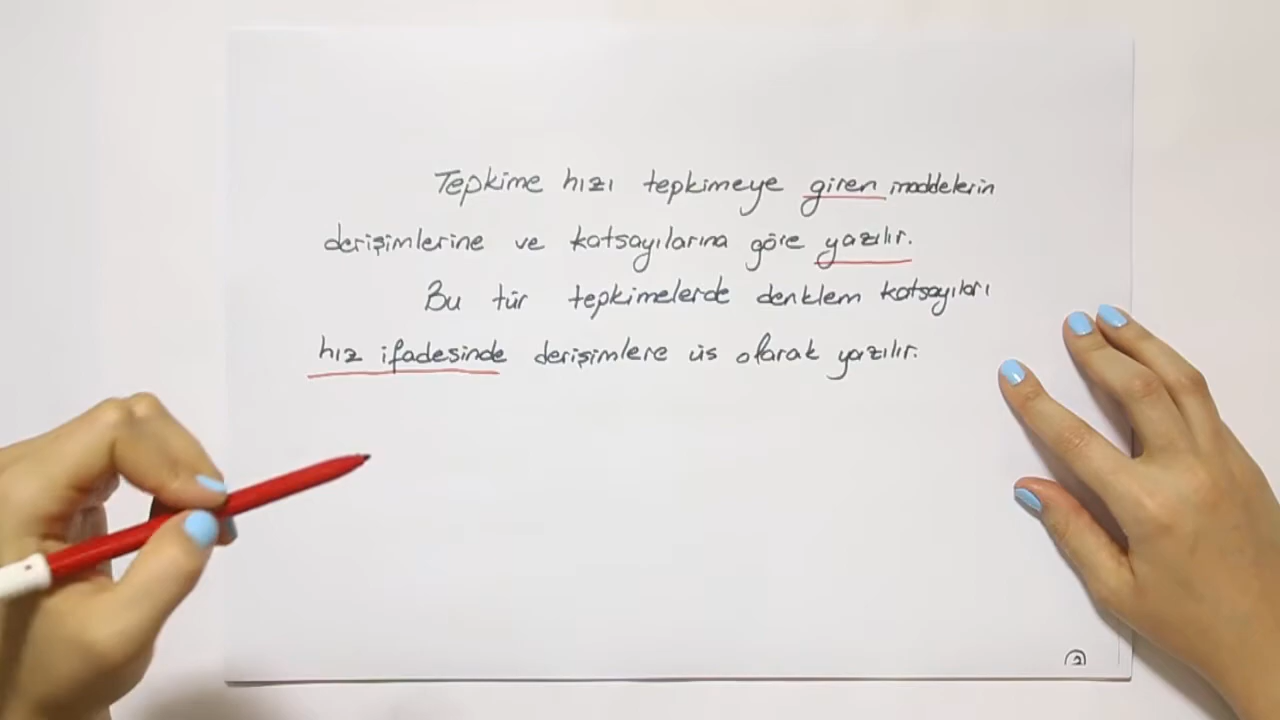 Tepkime hızı tepkimeye giren maddelerin
derişimlerine ve katsayılarına göre yazılır.
Bu tür tepkimelerde denklem katsayıları
hız ifadesinde derişimlere üs olarak yazılır.
2